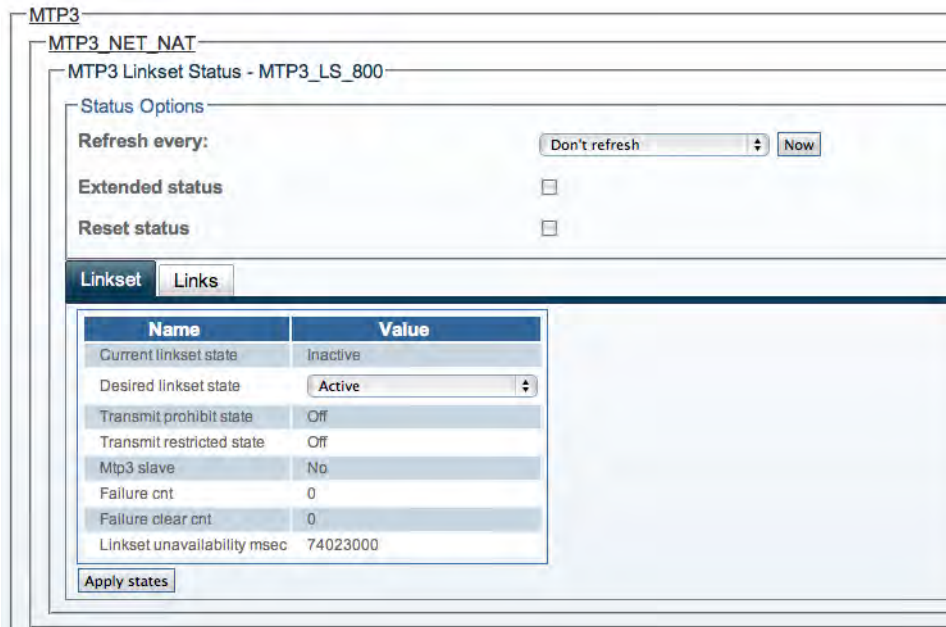 MTP3
MTP3_NET_NAT
MTP3 Linkset Status - MTP3_LS_800
Status Options
Refresh every: Don't refresh Now
Extended status
Reset status
Linkset Links
Name Value
Current linkset state Inactive
Desired linkset state Active
Transmit prohibit state Off
Transmit restricted state Off
Mtp3 slave No
Failure cnt 0
Failure clear cnt 0
Linkset unavailability msec 74023000
Apply states